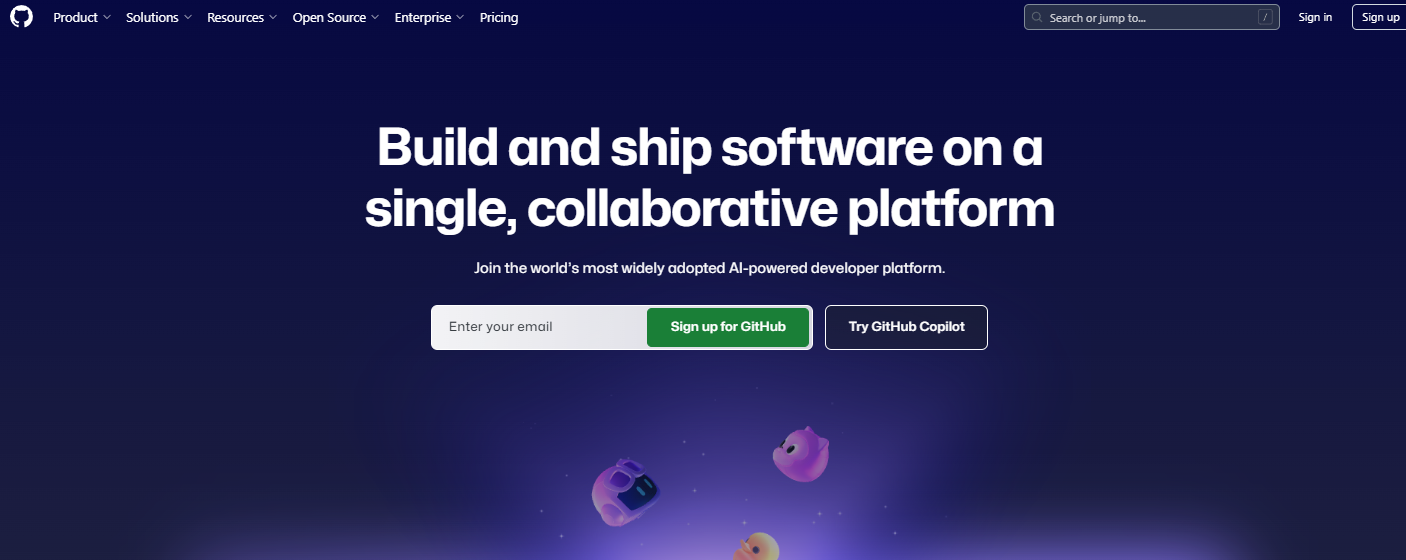 Product Solutions Resources Open Source Enterprise Pricing Search or jump to... / Sign in Sign up
Build and ship software on a
single, collaborative platform
Join the world's most widely adopted AI-powered developer platform.
Enter your email Sign up for GitHub Try GitHub Copilot